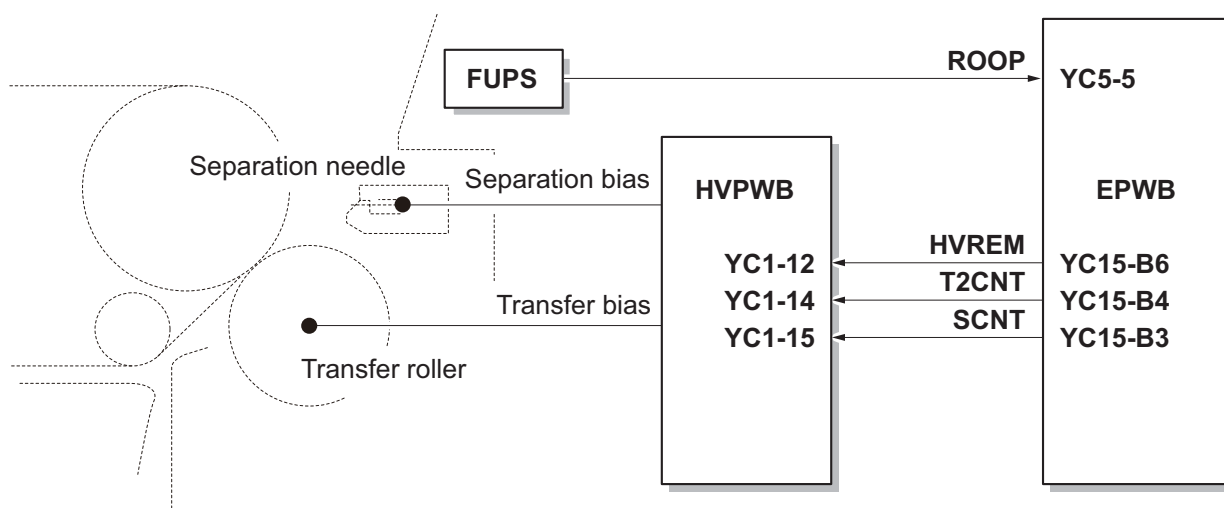 ROOP
FUPS
YC5-5
Separation needle
Separation bias
HVPWB
EPWB
HVREM
YC1-12
YC15-B6
T2CNT
YC1-14
YC15-B4
Transfer bias
SCNT
YC1-15
YC15-B3
Transfer roller